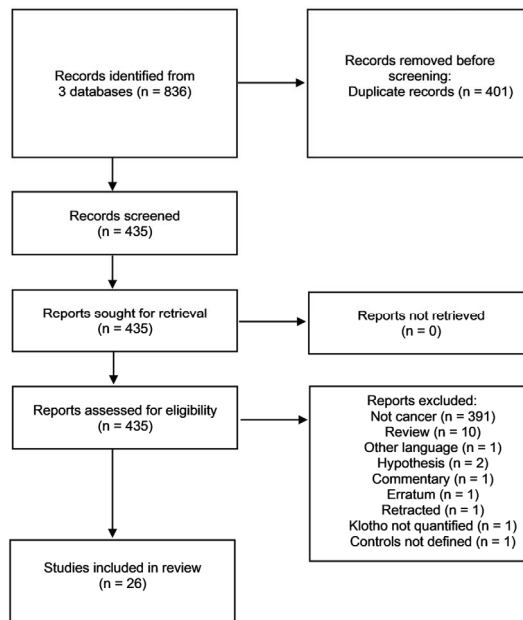 Records identified from
3 databases (n = 836)
Records removed before
screening:
Duplicate records (n = 401)
Records screened
(n = 435)
Reports sought for retrieval
(n = 435)
Reports not retrieved
(n = 0)
Reports assessed for eligibility
(n = 435)
Reports excluded:
Not cancer (n = 391)
Review (n = 10)
Other language (n = 1)
Hypothesis (n = 2)
Commentary (n = 1)
Erratum (n = 1)
Retracted (n = 1)
Klotho not quantified (n = 1)
Controls not defined (n = 1)
Studies included in review
(n = 26)